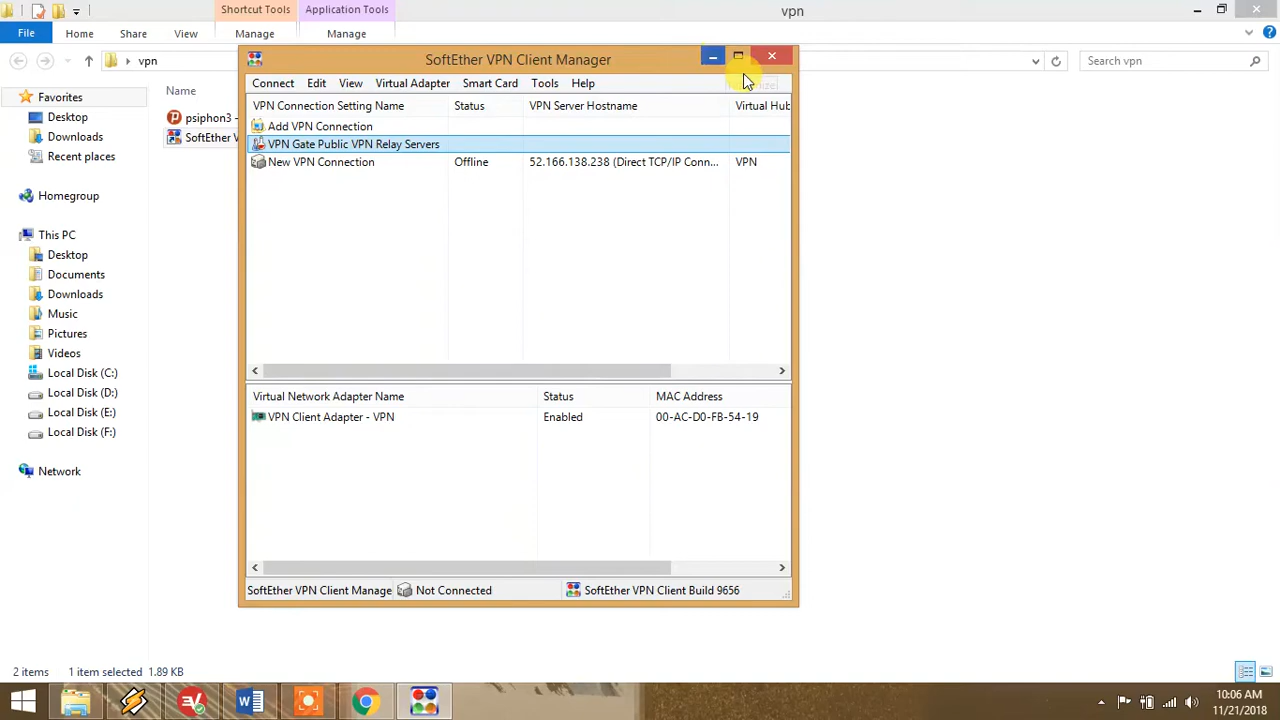 Shortcut Tools
Application Tools
vpn
File
Home
Share
View
Manage
Manage
vpn
Search vpn
SoftEther VPN Client Manager
Connect
Edit
View
Virtual Adapter
Smart Card
Tools
Help
VPN Connection Setting Name
Status
VPN Server Hostname
Virtual Hub
Add VPN Connection
VPN Gate Public VPN Relay Servers
New VPN Connection
Offline
52.166.138.238 (Direct TCP/IP Conn...
VPN
Virtual Network Adapter Name
Status
MAC Address
VPN Client Adapter - VPN
Enabled
00-AC-D0-FB-54-19
SoftEther VPN Client Manage
Not Connected
SoftEther VPN Client Build 9656
Name
psiphon3 -
SoftEther V
Favorites
Desktop
Downloads
Recent places
Homegroup
This PC
Desktop
Documents
Downloads
Music
Pictures
Videos
Local Disk (C:)
Local Disk (D:)
Local Disk (E:)
Local Disk (F:)
Network
2 items
1 item selected 1.89 KB
10:06 AM
11/21/2018